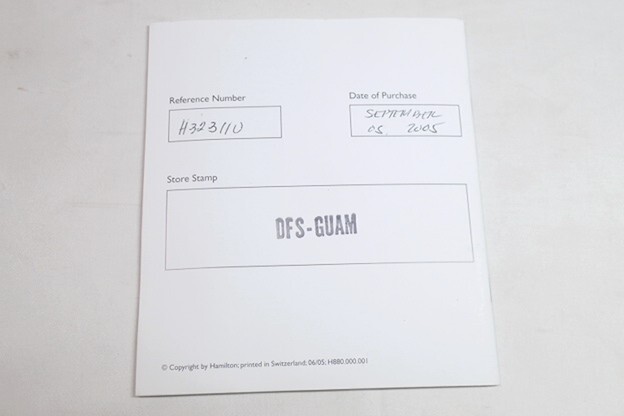 Reference Number
H323110
Date of Purchase
SEPTEMBER
05 2005
Store Stamp
DFS-GUAM
© Copyright by Hamilton; printed in Switzerland; 06/05; H880.000.001